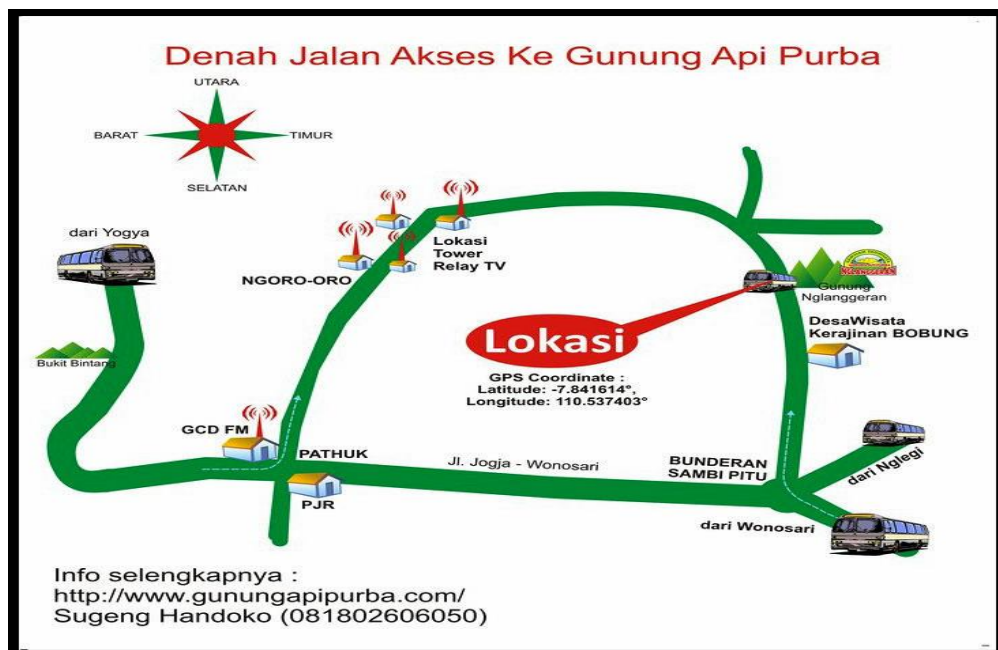 Denah Jalan Akses Ke Gunung Api Purba
UTARA
BARAT
TIMUR
SELATAN
dari Yogya
NGORO-ORO
Lokasi
Tower
Relay TV
NGLANGGERAN
Gunung
Nglanggeran
DesaWisata
Kerajinan BOBUNG
Lokasi
GPS Coordinate :
Latitude: -7.841614°,
Longitude: 110.537403°
Bukit Bintang
GCD FM
PATHUK
Jl. Jogja - Wonosari
BUNDERAN
SAMBI PITU
dari Nglegi
PJR
dari Wonosari
Info selengkapnya :
http://www.gunungapipurba.com/
Sugeng Handoko (081802606050)